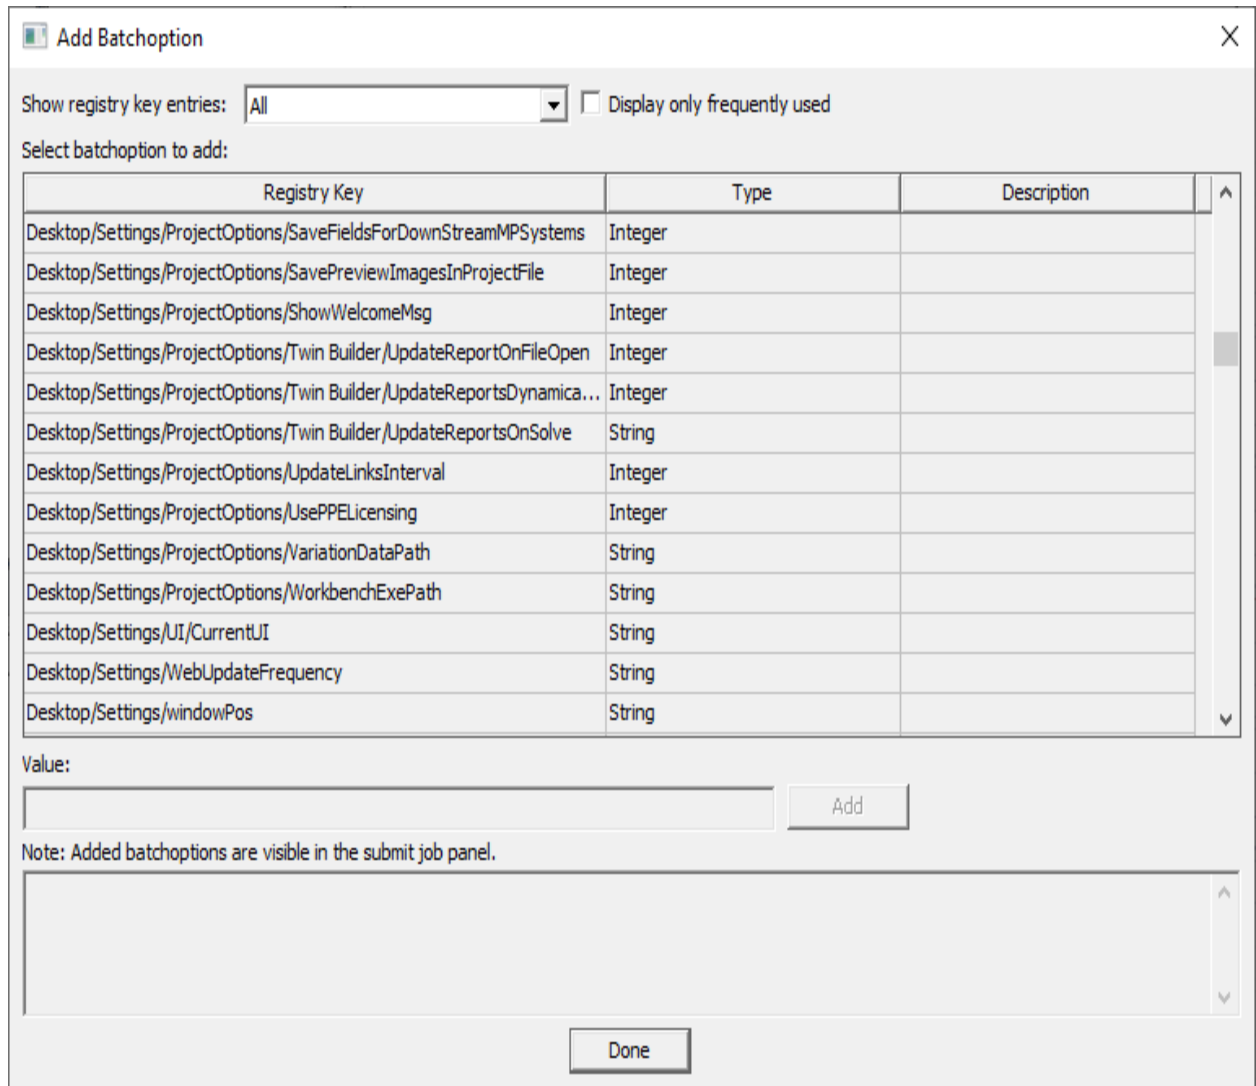 Add Batchoption
Show registry key entries: All Display only frequently used
Select batchoption to add:
Registry Key Type Description
Desktop/Settings/ProjectOptions/SaveFieldsForDownStreamMPSystems Integer
Desktop/Settings/ProjectOptions/SavePreviewImagesInProjectFile Integer
Desktop/Settings/ProjectOptions/ShowWelcomeMsg Integer
Desktop/Settings/ProjectOptions/Twin Builder/UpdateReportOnFileOpen Integer
Desktop/Settings/ProjectOptions/Twin Builder/UpdateReportsDynamica... Integer
Desktop/Settings/ProjectOptions/Twin Builder/UpdateReportsOnSolve String
Desktop/Settings/ProjectOptions/UpdateLinksInterval Integer
Desktop/Settings/ProjectOptions/UsePPELicensing Integer
Desktop/Settings/ProjectOptions/VariationDataPath String
Desktop/Settings/ProjectOptions/WorkbenchExePath String
Desktop/Settings/UI/CurrentUI String
Desktop/Settings/WebUpdateFrequency String
Desktop/Settings/windowPos String
Value:
Add
Note: Added batchoptions are visible in the submit job panel.
Done